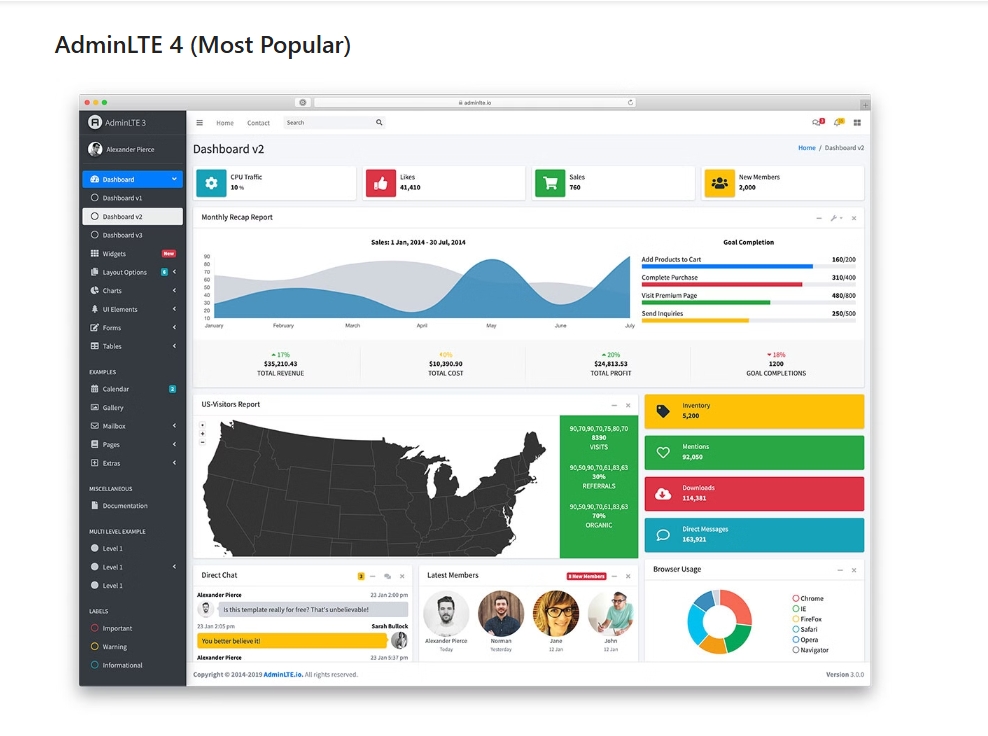 AdminLTE 4 (Most Popular)
adminlte.io
AdminLTE 3
Home Contact Search
Alexander Pierce
Dashboard v2
Home / Dashboard v2
Dashboard
Dashboard v1
Dashboard v2
Dashboard v3
Widgets New
Layout Options 6
Charts
UI Elements
Forms
Tables
EXAMPLES
Calendar 2
Gallery
Mailbox
Pages
Extras
MISCELLANEOUS
Documentation
MULTI LEVEL EXAMPLE
Level 1
Level 1
Level 1
LABELS
Important
Warning
Informational
CPU Traffic
10 %
Likes
41,410
Sales
760
New Members
2,000
Monthly Recap Report
Sales: 1 Jan, 2014 - 30 Jul, 2014
90
80
70
60
50
40
30
20
10
January February March April May June July
Goal Completion
Add Products to Cart 160/200
Complete Purchase 310/400
Visit Premium Page 480/800
Send Inquiries 250/500
17%
$35,210.43
TOTAL REVENUE
0%
$10,390.90
TOTAL COST
20%
$24,813.53
TOTAL PROFIT
18%
1200
GOAL COMPLETIONS
US-Visitors Report
90,70,90,70,75,80,70
8390
VISITS
90,50,90,70,61,83,63
30%
REFERRALS
90,50,90,70,61,83,63
70%
ORGANIC
Inventory
5,200
Mentions
92,050
Downloads
114,381
Direct Messages
163,921
Direct Chat 3
Alexander Pierce 23 Jan 2:00 pm
Is this template really for free? That's unbelievable!
23 Jan 2:05 pm Sarah Bullock
You better believe it!
Alexander Pierce 23 Jan 5:37 pm
Latest Members 8 New Members
Alexander Pierce
Today
Norman
Yesterday
Jane
12 Jan
John
12 Jan
Browser Usage
Chrome
IE
FireFox
Safari
Opera
Navigator
Copyright © 2014-2019 AdminLTE.io. All rights reserved.
Version 3.0.0